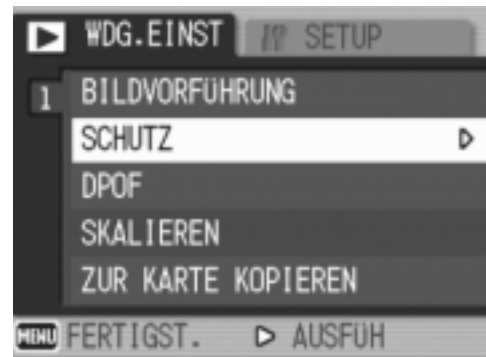 WDG.EINST SETUP
1 BILDVORFÜHRUNG
SCHUTZ
DPOF
SKALIEREN
ZUR KARTE KOPIEREN
MENU FERTIGST. AUSFÜH